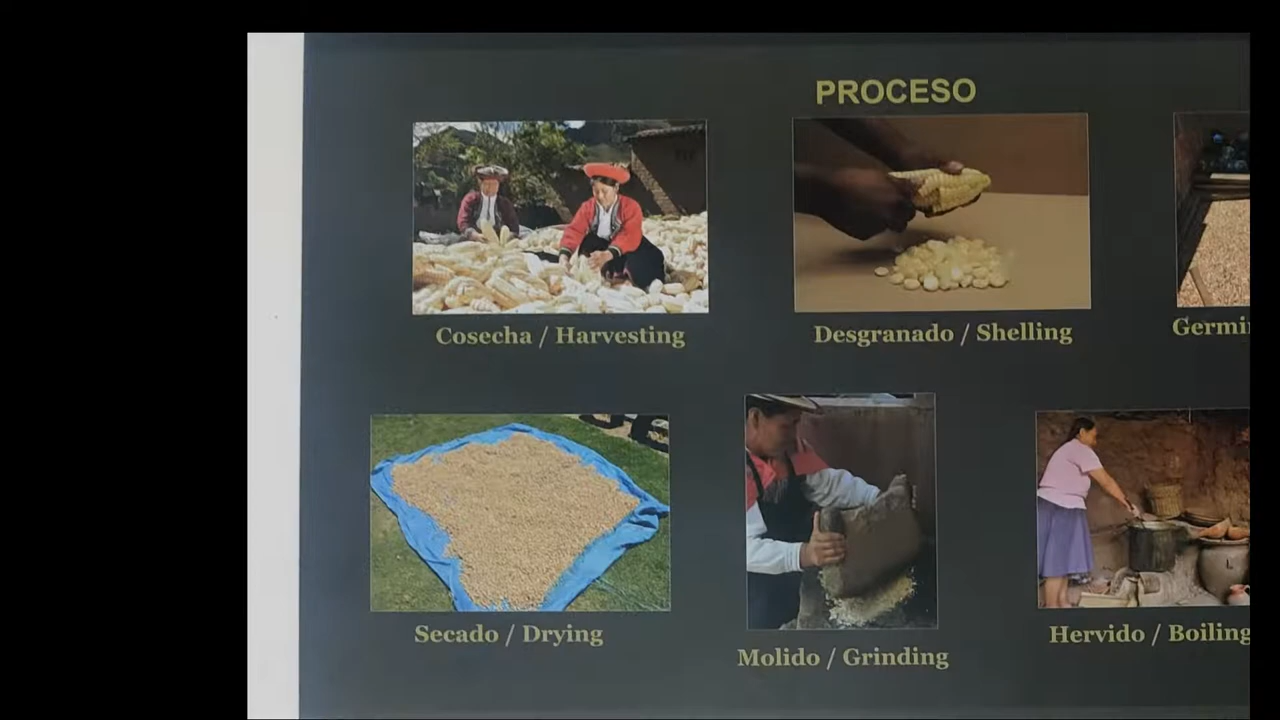 PROCESO
Cosecha / Harvesting
Desgranado / Shelling
Germi
Secado / Drying
Molido / Grinding
Hervido / Boiling